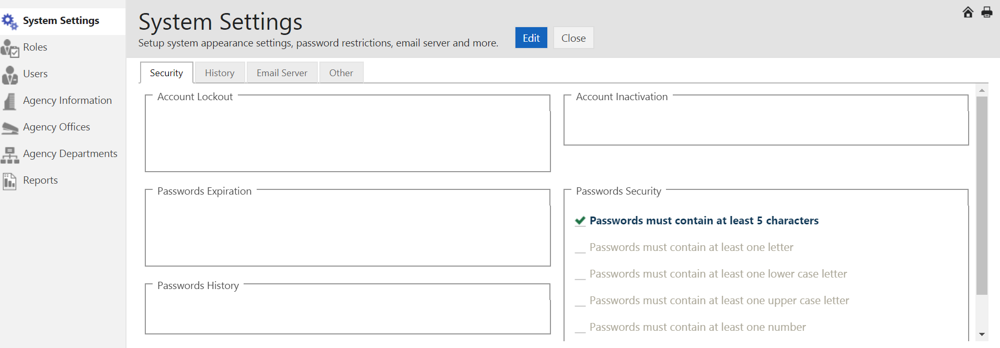 System Settings
Roles
Users
Agency Information
Agency Offices
Agency Departments
Reports
System Settings
Setup system appearance settings, password restrictions, email server and more.
Edit
Close
Security
History
Email Server
Other
Account Lockout
Account Inactivation
Passwords Expiration
Passwords Security
Passwords must contain at least 5 characters
Passwords must contain at least one letter
Passwords must contain at least one lower case letter
Passwords must contain at least one upper case letter
Passwords must contain at least one number
Passwords History